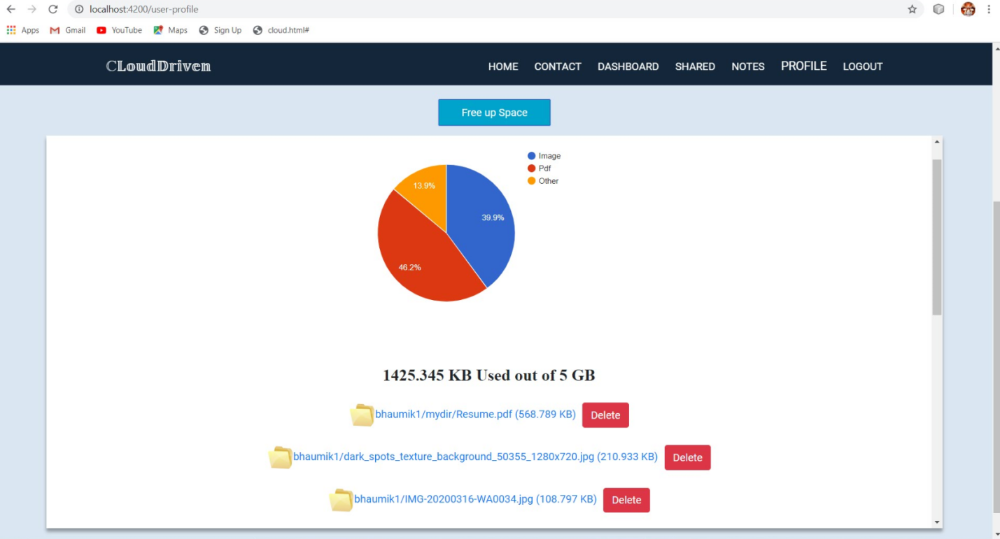 localhost:4200/user-profile
Apps Gmail YouTube Maps Sign Up cloud.html#
CLoudDriven HOME CONTACT DASHBOARD SHARED NOTES PROFILE LOGOUT
Free up Space
Image
Pdf
Other
13.9%
39.9%
46.2%
1425.345 KB Used out of 5 GB
bhaumik1/mydir/Resume.pdf (568.789 KB) Delete
bhaumik1/dark_spots_texture_background_50355_1280x720.jpg (210.933 KB) Delete
bhaumik1/IMG-20200316-WA0034.jpg (108.797 KB) Delete